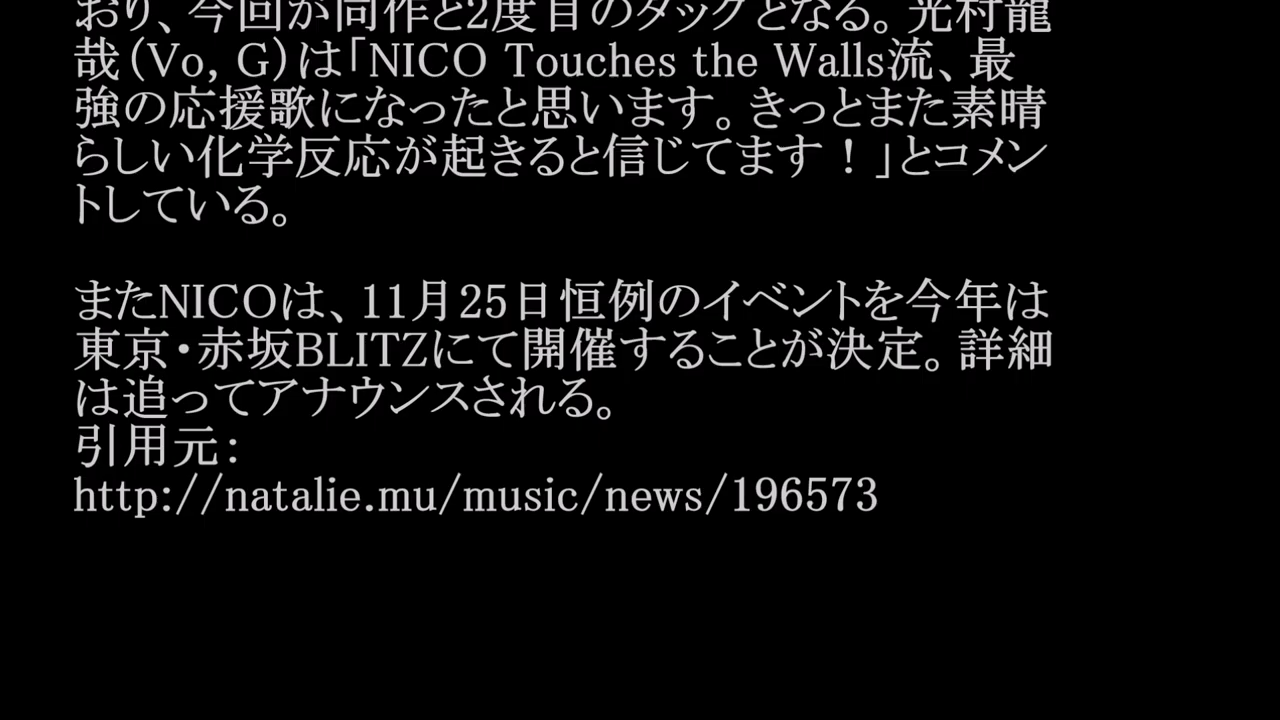 おり、今回が同作と2度目のタッグとなる。光村龍
哉（Vo, G）は「NICO Touches the Walls流、最
強の応援歌になったと思います。きっとまた素晴
らしい化学反応が起きると信じてます！」とコメン
トしている。
またNICOは、11月25日恒例のイベントを今年は
東京・赤坂BLITZにて開催することが決定。詳細
は追ってアナウンスされる。
引用元：
http://natalie.mu/music/news/196573